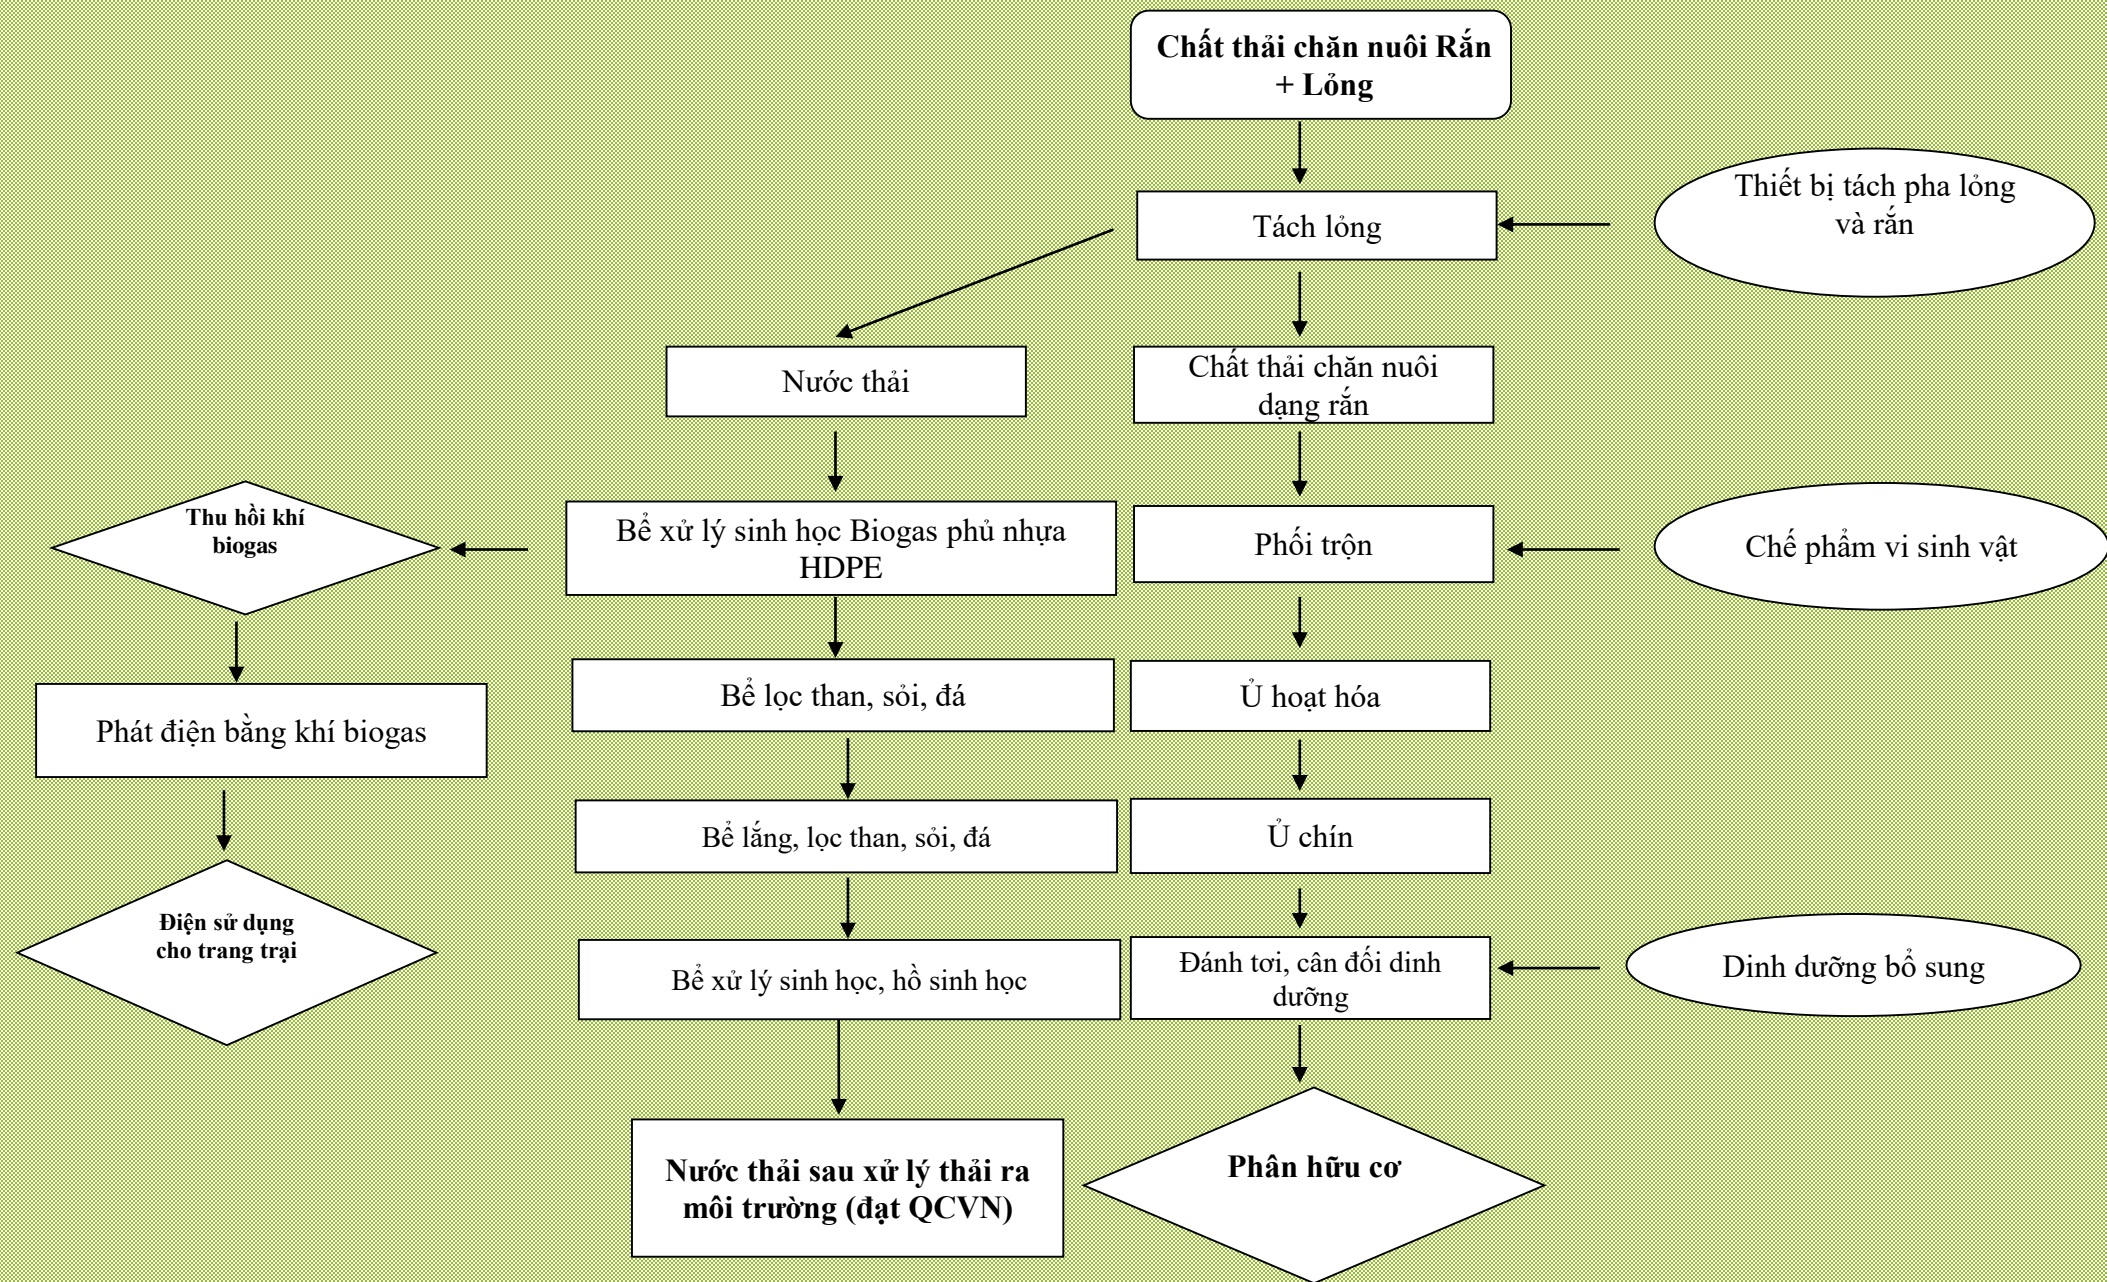 Chất thải chăn nuôi Rắn
+ Lỏng
Thiết bị tách pha lỏng
và rắn
Tách lỏng
Nước thải
Chất thải chăn nuôi
dạng rắn
Thu hồi khí
biogas
Bể xử lý sinh học Biogas phủ nhựa
HDPE
Phối trộn
Chế phẩm vi sinh vật
Phát điện bằng khí biogas
Bể lọc than, sỏi, đá
Ủ hoạt hóa
Bể lắng, lọc than, sỏi, đá
Ủ chín
Điện sử dụng
cho trang trại
Bể xử lý sinh học, hồ sinh học
Đánh tơi, cân đối dinh
dưỡng
Dinh dưỡng bổ sung
Nước thải sau xử lý thải ra
môi trường (đạt QCVN)
Phân hữu cơ